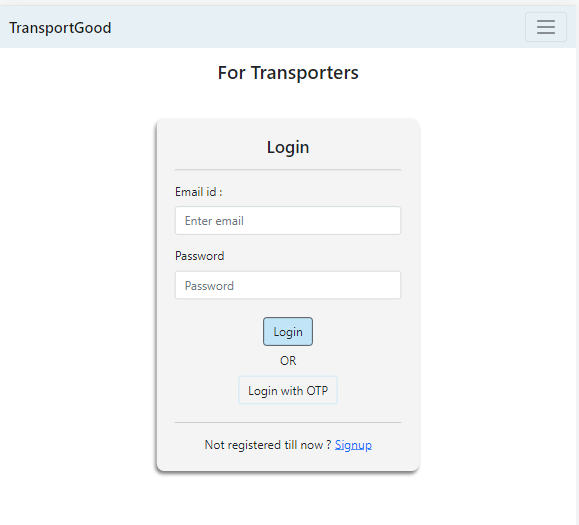 TransportGood
For Transporters
Login
Email id :
Enter email
Password
Password
Login
OR
Login with OTP
Not registered till now ? Signup